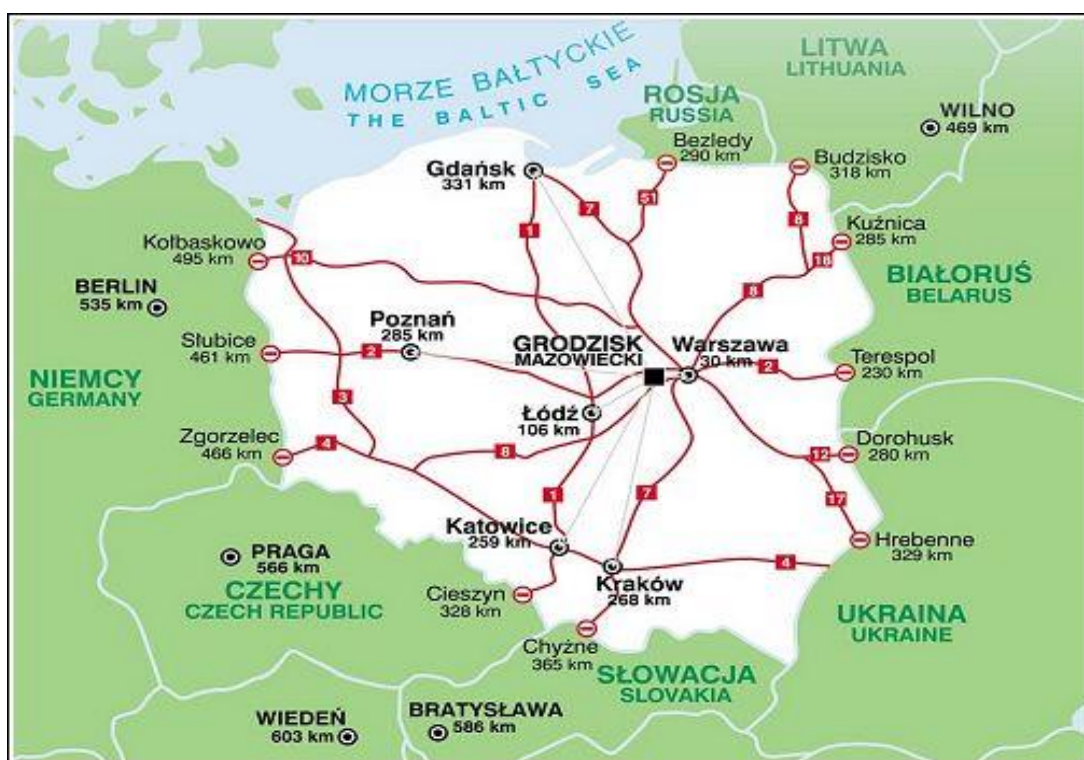 MORZE BAŁTYCKIE
THE BALTIC SEA
LITWA
LITHUANIA
ROSJA
RUSSIA
WILNO
469 km
Bezledy
290 km
Budzisko
318 km
Gdańsk
331 km
51
7
1
8
Kuźnica
285 km
18
Kołbaskowo
495 km
10
BIAŁORUŚ
BELARUS
BERLIN
535 km
8
Poznań
285 km
Słubice
461 km
2
GRODZISK
MAZOWIECKI
Warszawa
30 km
2
Terespol
230 km
NIEMCY
GERMANY
3
Łódź
106 km
Zgorzelec
466 km
4
8
12
Dorohusk
280 km
1
7
17
Katowice
259 km
Hrebenne
329 km
PRAGA
566 km
4
CZECHY
CZECH REPUBLIC
Cieszyn
328 km
Kraków
268 km
UKRAINA
UKRAINE
Chyżne
365 km
SŁOWACJA
SLOVAKIA
WIEDEŃ
603 km
BRATYSŁAWA
586 km